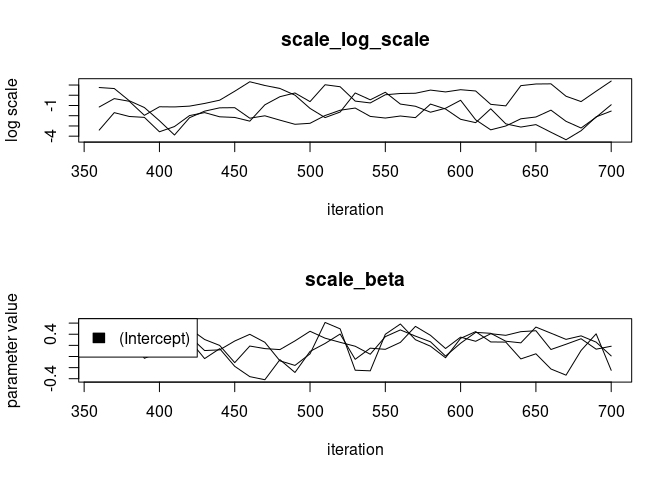 scale_log_scale
log scale
-1
-4
350 400 450 500 550 600 650 700
iteration
scale_beta
parameter value
0.4
-0.4
(Intercept)
350 400 450 500 550 600 650 700
iteration